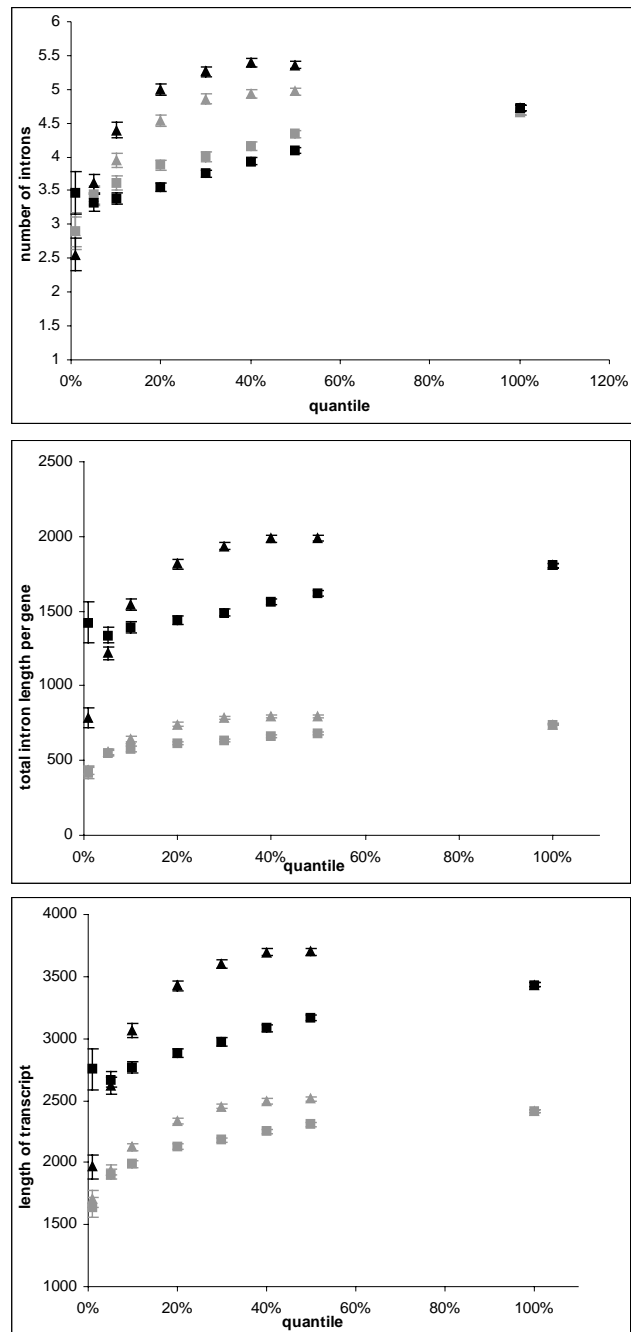 6
5.5
5
4.5
4
3.5
3
2.5
2
1.5
1
number of introns
0% 20% 40% 60% 80% 100% 120%
quantile
2500
2000
1500
1000
500
0
total intron length per gene
0% 20% 40% 60% 80% 100%
quantile
4000
3500
3000
2500
2000
1500
1000
length of transcript
0% 20% 40% 60% 80% 100%
quantile